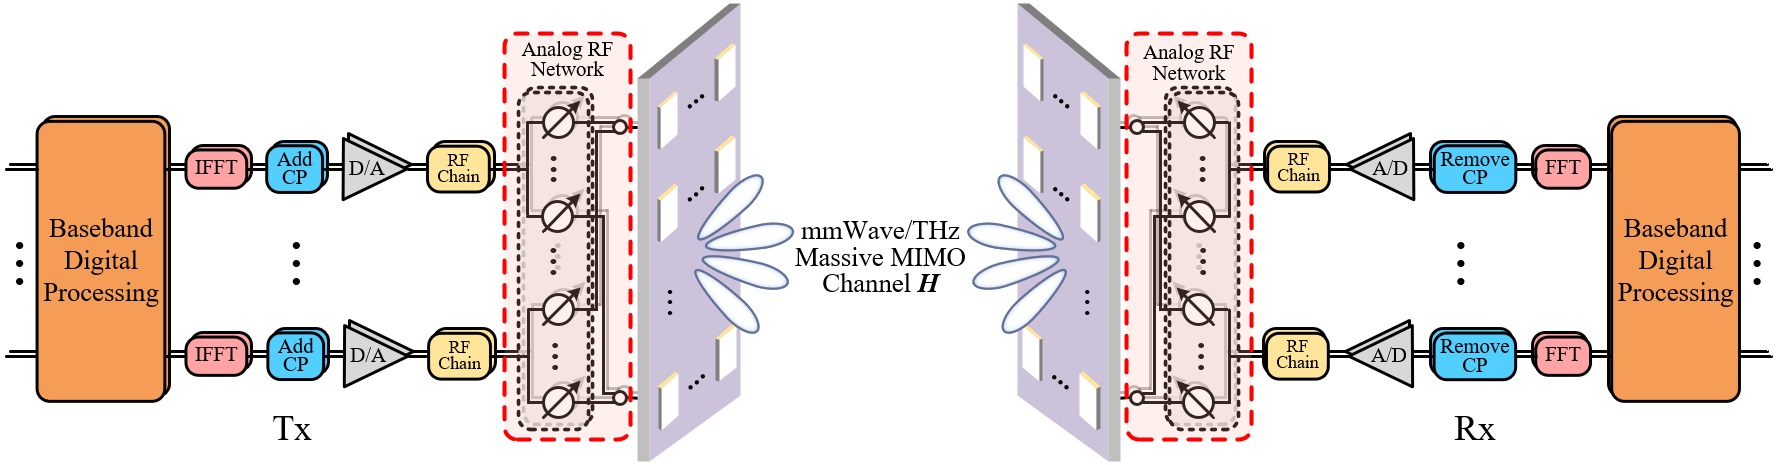 Baseband
Digital
Processing
IFFT
Add
CP
D/A
RF
Chain
IFFT
Add
CP
D/A
RF
Chain
Tx
Analog RF
Network
mmWave/THz
Massive MIMO
Channel H
Analog RF
Network
RF
Chain
A/D
Remove
CP
FFT
RF
Chain
A/D
Remove
CP
FFT
Baseband
Digital
Processing
Rx